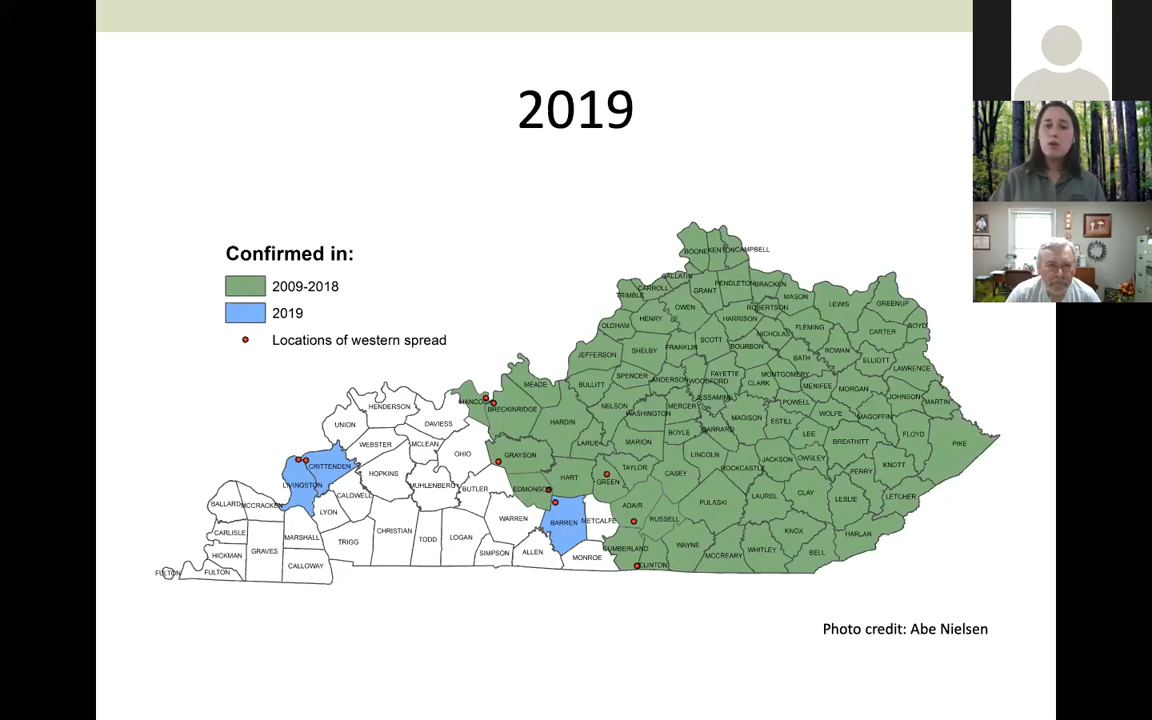 2019
Confirmed in:
2009-2018
2019
Locations of western spread
BOONE KENTON CAMPBELL
GALLATIN
CARROLL
GRANT
PENDLETON
BRACKEN
TRIMBLE
OWEN
ROBERTSON
MASON
LEWIS
GREENUP
OLDHAM
HENRY
HARRISON
NICHOLAS
FLEMING
CARTER
BOYD
JEFFERSON
SHELBY
FRANKLIN
SCOTT
BOURBON
BATH
ROWAN
ELLIOTT
LAWRENCE
MEADE
BULLITT
SPENCER
ANDERSON
WOODFORD
FAYETTE
CLARK
MONTGOMERY
MENIFEE
MORGAN
JOHNSON
MARTIN
HANCOC
BRECKINRIDGE
HENDERSON
DAVIESS
HARDIN
NELSON
WASHINGTON
MERCER
JESSAMINE
GARRARD
MADISON
ESTILL
POWELL
WOLFE
MAGOFFIN
UNION
WEBSTER
MCLEAN
OHIO
GRAYSON
LARUE
MARION
BOYLE
LINCOLN
ROCKCASTLE
JACKSON
LEE
OWSLEY
BREATHITT
FLOYD
PIKE
CRITTENDEN
LIVINGSTON
HOPKINS
MUHLENBERG
BUTLER
EDMONSO
HART
GREEN
TAYLOR
CASEY
PULASKI
LAUREL
CLAY
PERRY
KNOTT
LESLIE
LETCHER
BALLARD
MCCRACKEN
LYON
CALDWELL
WARREN
BARREN
METCALFE
ADAIR
RUSSELL
CARLISLE
GRAVES
MARSHALL
TRIGG
CHRISTIAN
TODD
LOGAN
SIMPSON
ALLEN
MONROE
CUMBERLAND
CLINTON
WAYNE
MCCREARY
WHITLEY
KNOX
BELL
HARLAN
HICKMAN
FULTON
FULTON
CALLOWAY
Photo credit: Abe Nielsen